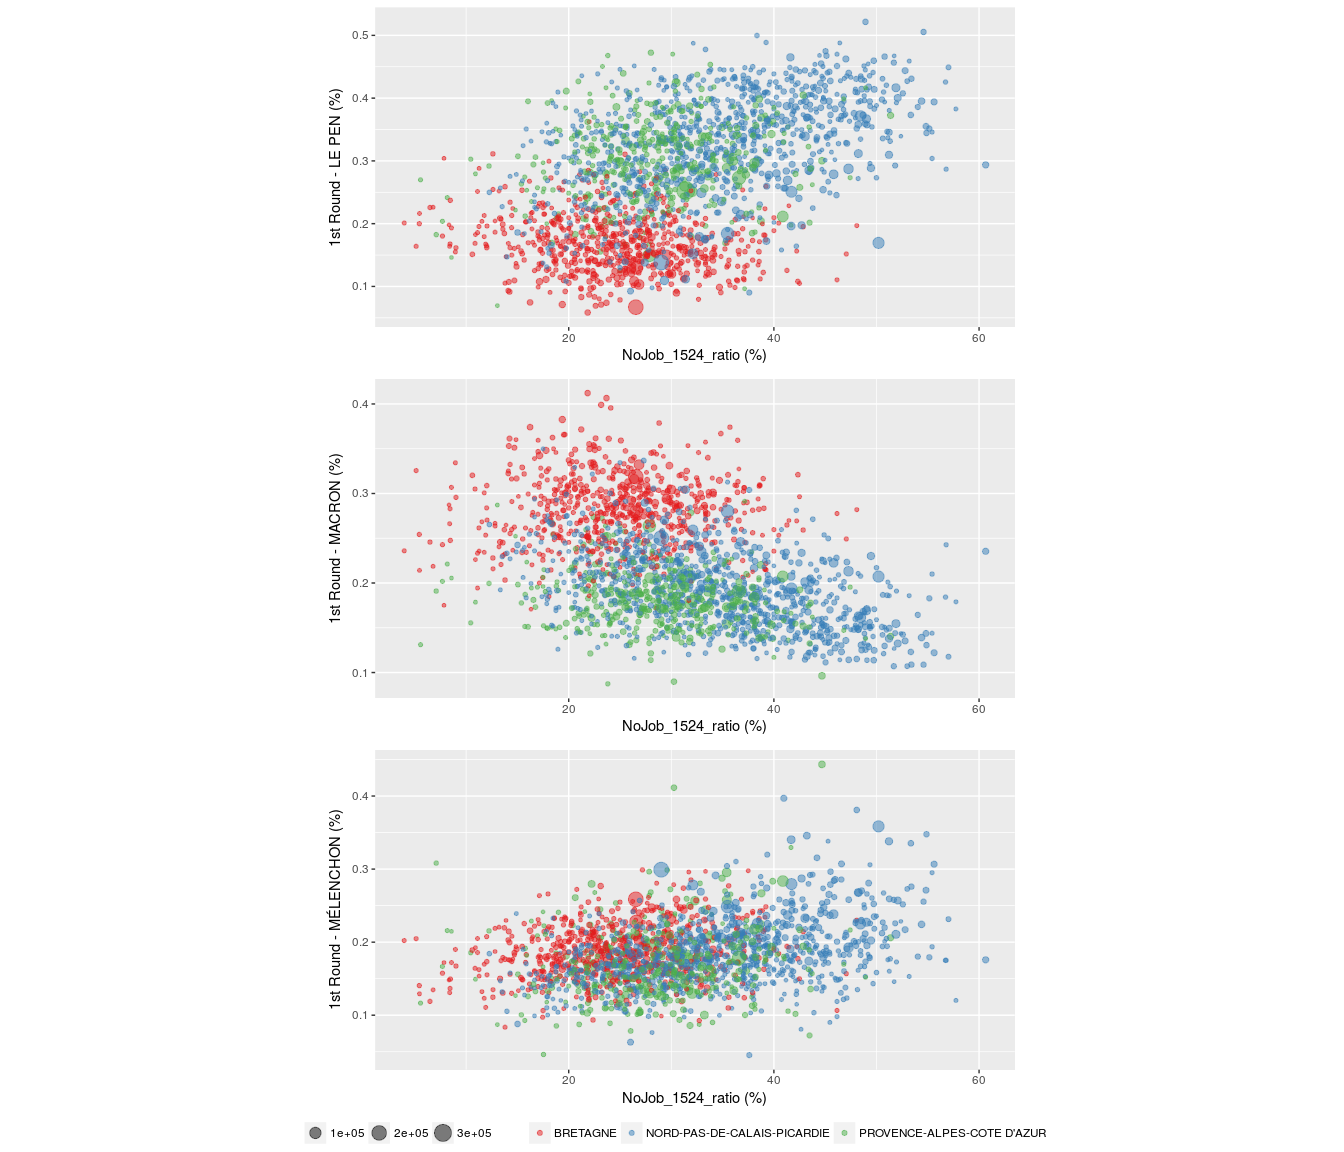 0.5
0.4
0.3
0.2
0.1
1st Round - LE PEN (%)
20 40 60
NoJob_1524_ratio (%)
0.4
0.3
0.2
0.1
1st Round - MACRON (%)
20 40 60
NoJob_1524_ratio (%)
0.4
0.3
0.2
0.1
1st Round - MÉLENCHON (%)
20 40 60
NoJob_1524_ratio (%)
1e+05 2e+05 3e+05 BRETAGNE NORD-PAS-DE-CALAIS-PICARDIE PROVENCE-ALPES-COTE D'AZUR